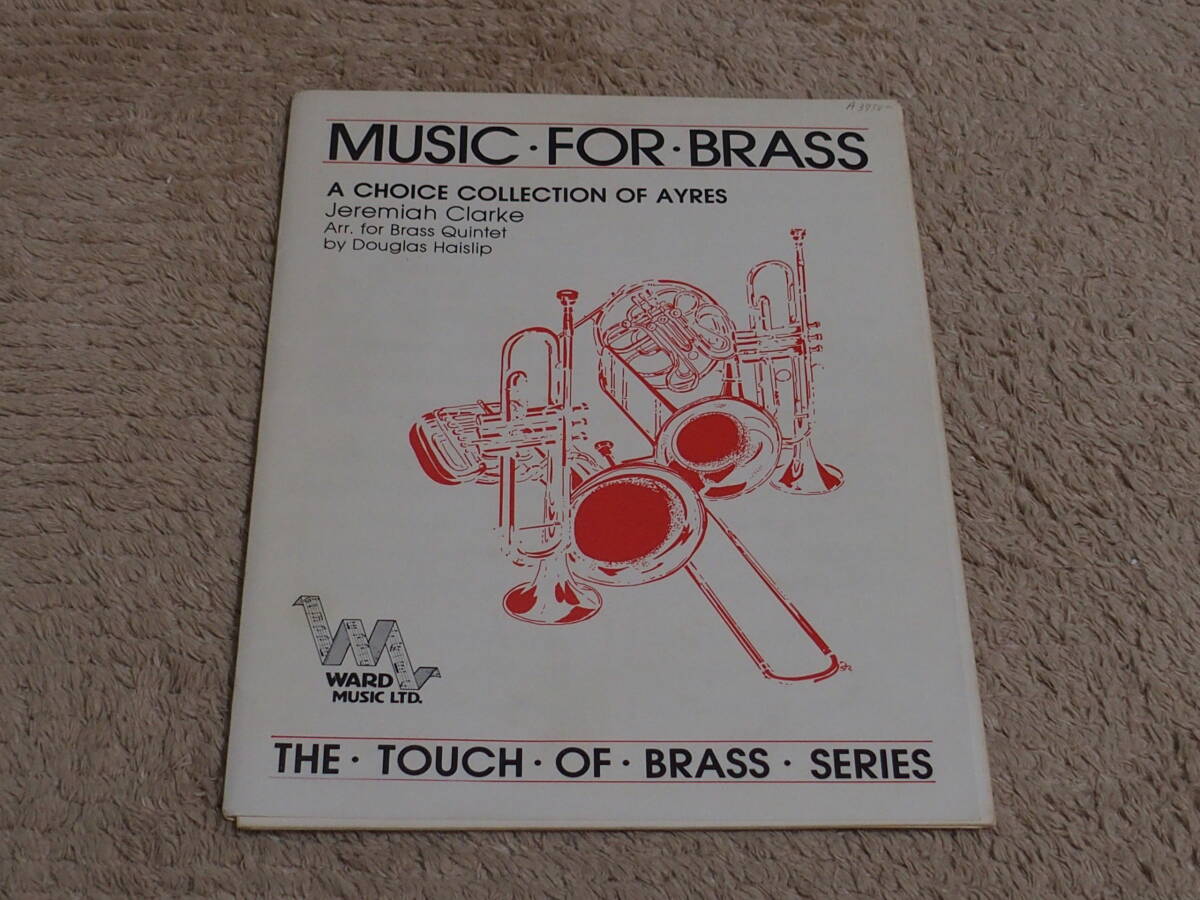 MUSIC · FOR · BRASS
A CHOICE COLLECTION OF AYRES
Jeremiah Clarke
Arr. for Brass Quintet
by Douglas Haislip
WARD
MUSIC LTD.
THE · TOUCH · OF · BRASS · SERIES